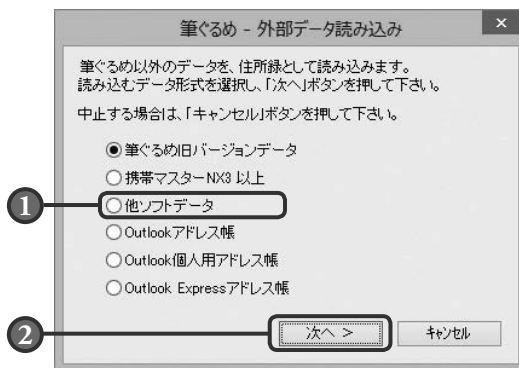 筆ぐるめ - 外部データ読み込み
×
筆ぐるめ以外のデータを、住所録として読み込みます。
読み込むデータ形式を選択し、「次へ」ボタンを押して下さい。
中止する場合は、「キャンセル」ボタンを押して下さい。
筆ぐるめ旧バージョンデータ
携帯マスターNX3 以上
1 他ソフトデータ
Outlookアドレス帳
Outlook個人用アドレス帳
Outlook Expressアドレス帳
2 次へ > キャンセル